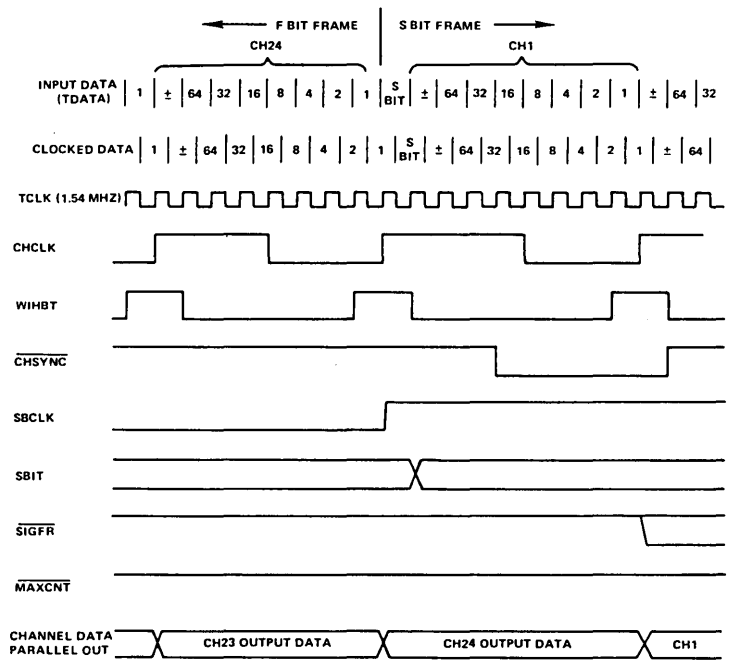 F BIT FRAME S BIT FRAME
CH24 CH1
INPUT DATA (TDATA) 1 ± 64 32 16 8 4 2 1 S BIT ± 64 32 16 8 4 2 1 ± 64 32
CLOCKED DATA 1 ± 64 32 16 8 4 2 1 S BIT ± 64 32 16 8 4 2 1 ± 64
TCLK (1.54 MHZ)
CHCLK
WIHBT
CHSYNC
SBCLK
SBIT
SIGFR
MAXCNT
CHANNEL DATA
PARALLEL OUT
CH23 OUTPUT DATA CH24 OUTPUT DATA CH1